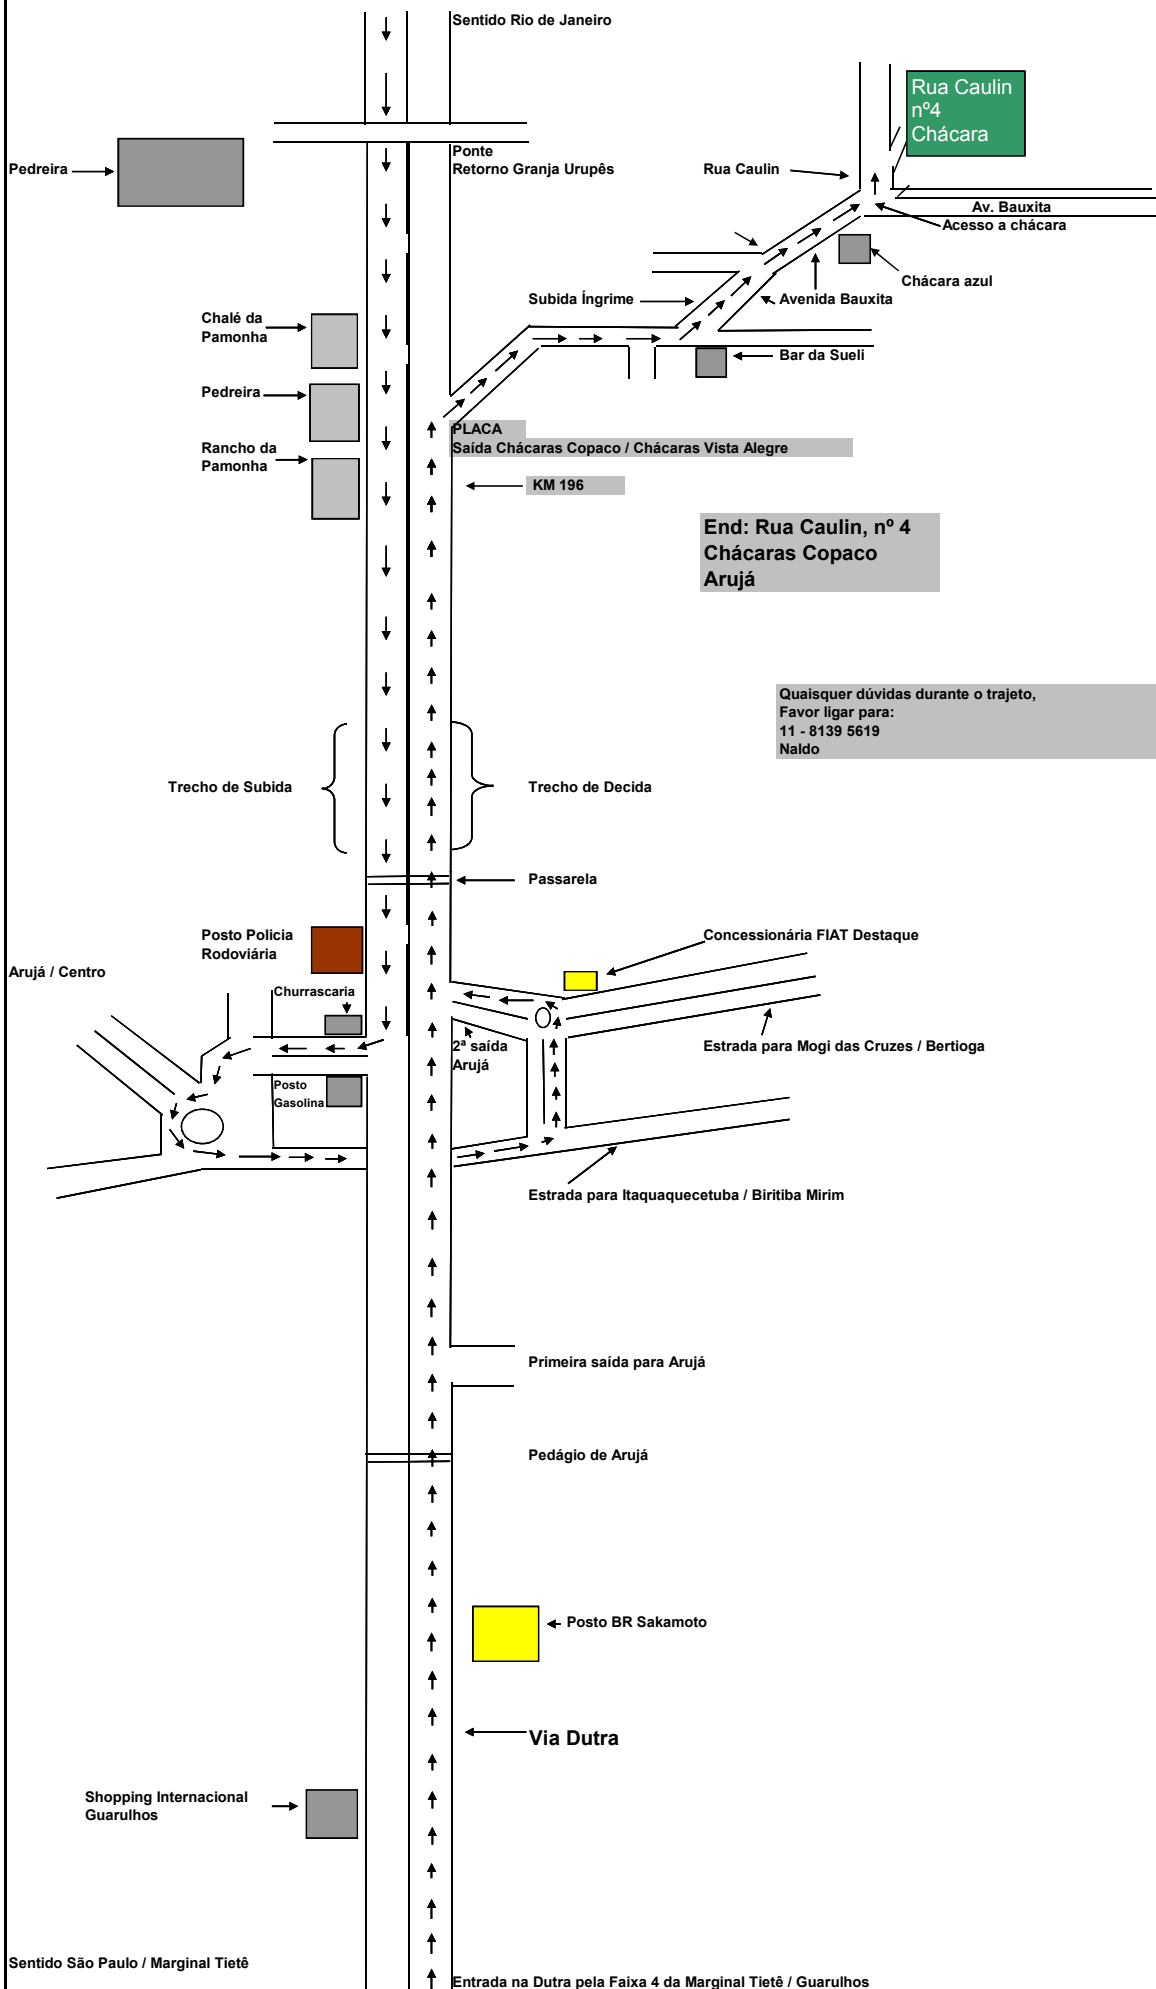 Sentido Rio de Janeiro
Rua Caulin
nº4
Chácara
Ponte
Retorno Granja Urupês
Pedreira
Rua Caulin
Av. Bauxita
Acesso a chácara
Chácara azul
Subida Íngrime
Avenida Bauxita
Chalé da
Pamonha
Bar da Sueli
Pedreira
PLACA
Saída Chácaras Copaco / Chácaras Vista Alegre
Rancho da
Pamonha
KM 196
End: Rua Caulin, nº 4
Chácaras Copaco
Arujá
Quaisquer dúvidas durante o trajeto,
Favor ligar para:
11 - 8139 5619
Naldo
Trecho de Subida
Trecho de Decida
Passarela
Posto Policia
Rodoviária
Concessionária FIAT Destaque
Arujá / Centro
Churrascaria
2ª saída
Arujá
Estrada para Mogi das Cruzes / Bertioga
Posto
Gasolina
Estrada para Itaquaquecetuba / Biritiba Mirim
Primeira saída para Arujá
Pedágio de Arujá
Posto BR Sakamoto
Via Dutra
Shopping Internacional
Guarulhos
Sentido São Paulo / Marginal Tietê
Entrada na Dutra pela Faixa 4 da Marginal Tietê / Guarulhos